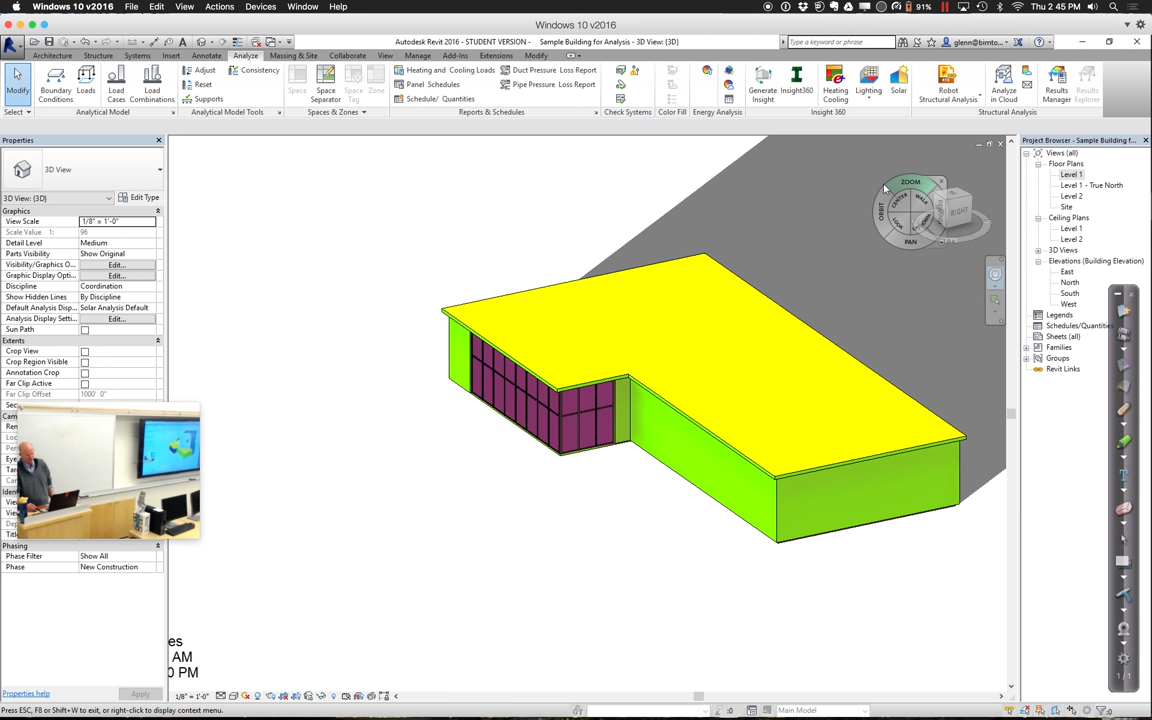 Windows 10 v2016 File Edit View Actions Devices Window Help 91% Thu 2:45 PM
Windows 10 v2016
Autodesk Revit 2016 - STUDENT VERSION - Sample Building for Analysis - 3D View: {3D} Type a keyword or phrase glenn@bimto...
Architecture Structure Systems Insert Annotate Analyze Massing & Site Collaborate View Manage Add-Ins Extensions Modify
Modify
Boundary Conditions
Loads
Load Cases
Load Combinations
Adjust
Reset
Supports
Consistency
Space
Space Separator
Space Tag
Zone
Heating and Cooling Loads
Panel Schedules
Schedule/ Quantities
Duct Pressure Loss Report
Pipe Pressure Loss Report
Generate Insight
Insight360
Heating Cooling
Lighting
Solar
Robot Structural Analysis
Analyze in Cloud
Results Manager
Results Explorer
Select
Analytical Model
Analytical Model Tools
Spaces & Zones
Reports & Schedules
Check Systems
Color Fill
Energy Analysis
Insight 360
Structural Analysis
Properties
3D View
3D View: {3D} Edit Type
Graphics
View Scale 1/8" = 1'-0"
Scale Value 1: 96
Detail Level Medium
Parts Visibility Show Original
Visibility/Graphics O... Edit...
Graphic Display Opti... Edit...
Discipline Coordination
Show Hidden Lines By Discipline
Default Analysis Disp... Solar Analysis Default
Analysis Display Setti... Edit...
Sun Path
Extents
Crop View
Crop Region Visible
Annotation Crop
Far Clip Active
Far Clip Offset 1000' 0"
Phasing
Phase Filter Show All
Phase New Construction
Properties help Apply
ZOOM
CENTER
WALK
ORBIT
LOOK
PAN
RIGHT
es
AM
0 PM
Project Browser - Sample Building f...
Views (all)
Floor Plans
Level 1
Level 1 - True North
Level 2
Site
Ceiling Plans
Level 1
Level 2
3D Views
Elevations (Building Elevation)
East
North
South
West
Legends
Schedules/Quantities
Sheets (all)
Families
Groups
Revit Links
1 / 1
1/8" = 1'-0"
Press ESC, F8 or Shift+W to exit, or right-click to display context menu. :0 Main Model :0